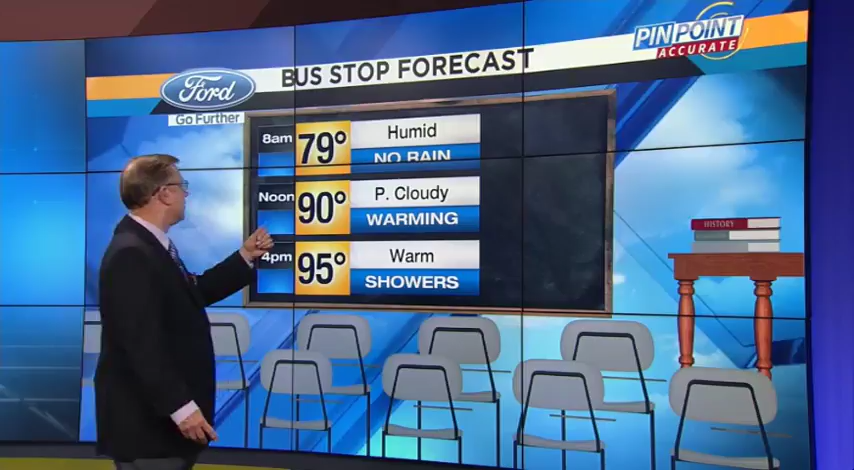 PINPOINT
ACCURATE
BUS STOP FORECAST
Ford
Go Further
8am 79° Humid
NO RAIN
Noon 90° P. Cloudy
WARMING
4pm 95° Warm
SHOWERS
HISTORY